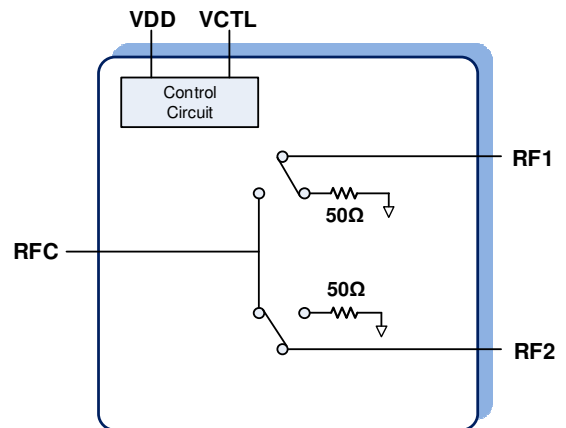 VDD VCTL
Control
Circuit
RF1
50Ω
RFC
50Ω
RF2